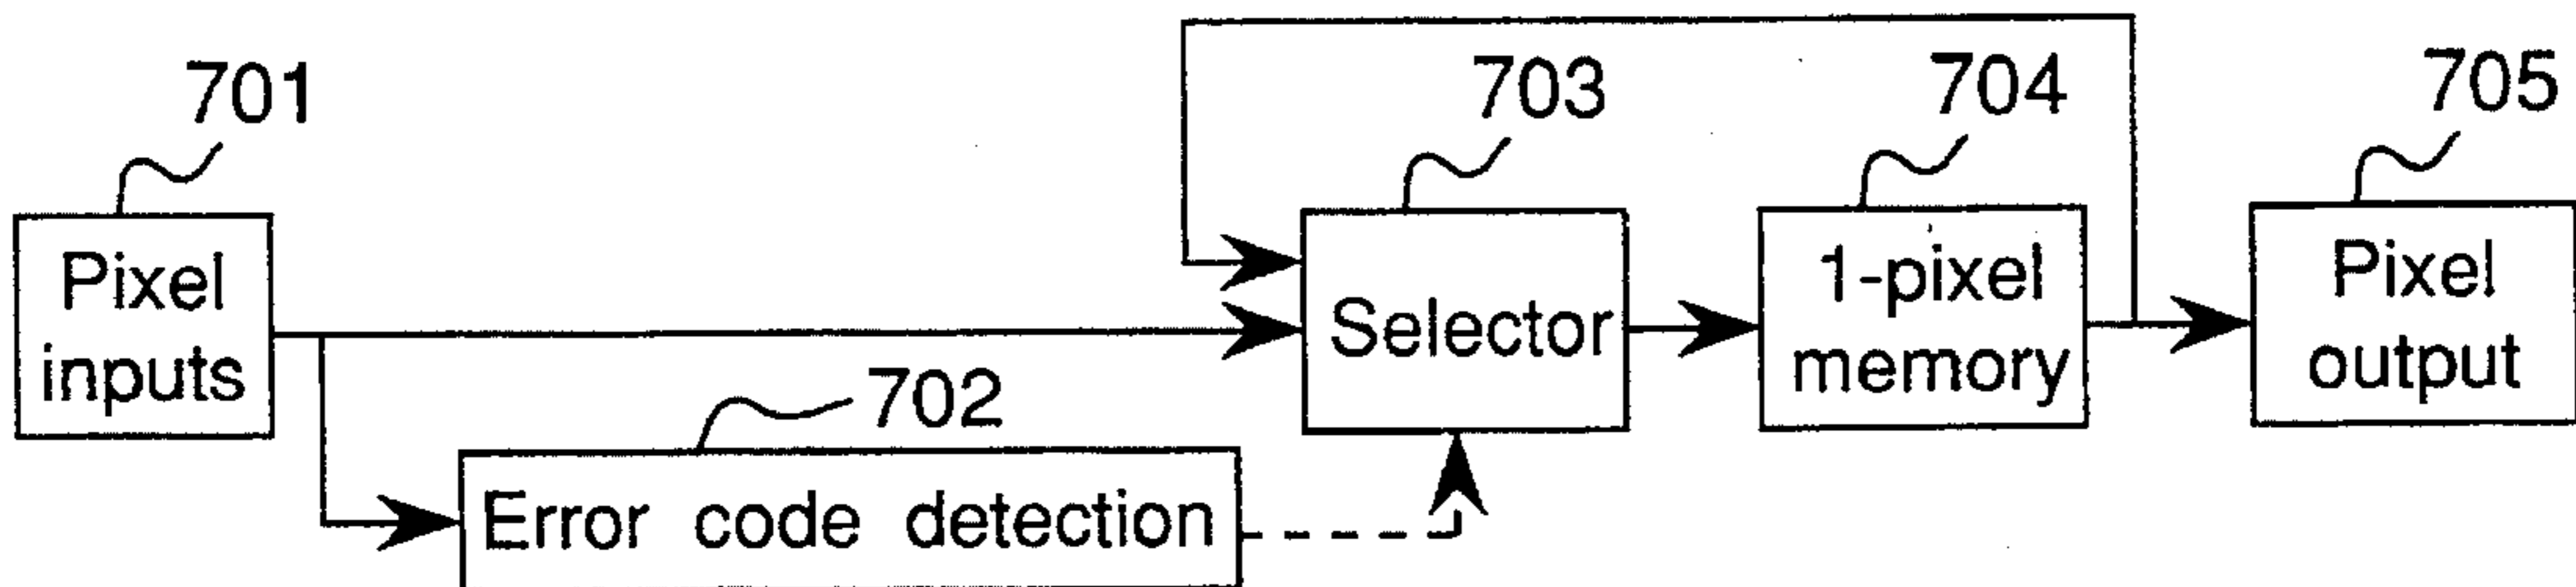 701
703
704
705
Pixel
inputs
Selector
1-pixel
memory
Pixel
output
702
Error code detection